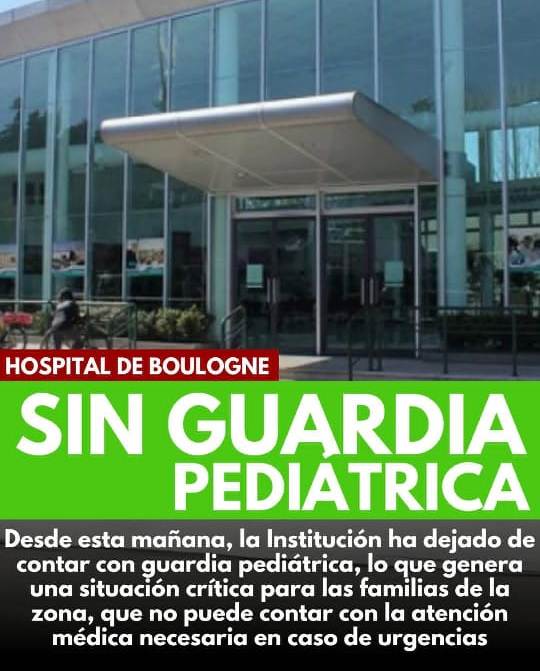 HOSPITAL DE BOULOGNE
SIN GUARDIA
PEDIÁTRICA
Desde esta mañana, la Institución ha dejado de
contar con guardia pediátrica, lo que genera
una situación crítica para las familias de la
zona, que no puede contar con la atención
médica necesaria en caso de urgencias